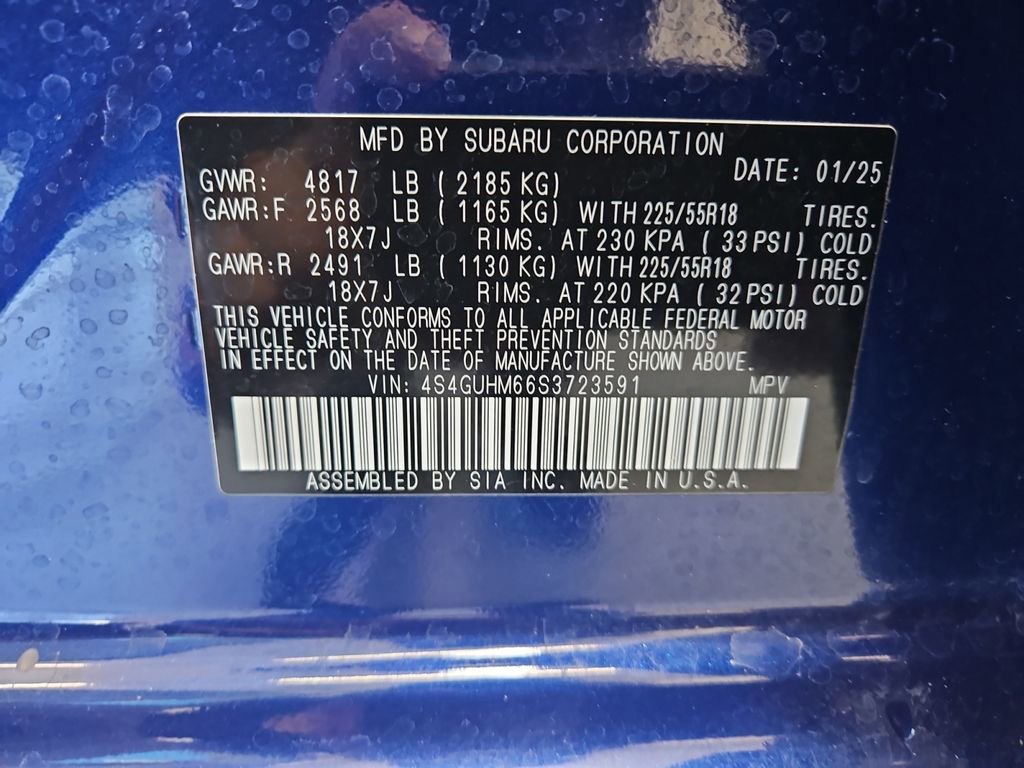 MFD BY SUBARU CORPORATION
DATE: 01/25
GVWR: 4817 LB ( 2185 KG)
GAWR:F 2568 LB ( 1165 KG) WITH 225/55R18 TIRES.
18X7J RIMS. AT 230 KPA ( 33 PSI) COLD
GAWR:R 2491 LB ( 1130 KG) WITH 225/55R18 TIRES.
18X7J RIMS. AT 220 KPA ( 32 PSI) COLD
THIS VEHICLE CONFORMS TO ALL APPLICABLE FEDERAL MOTOR
VEHICLE SAFETY AND THEFT PREVENTION STANDARDS
IN EFFECT ON THE DATE OF MANUFACTURE SHOWN ABOVE.
VIN: 4S4GUHM66S3723591 MPV
ASSEMBLED BY SIA INC. MADE IN U.S.A.